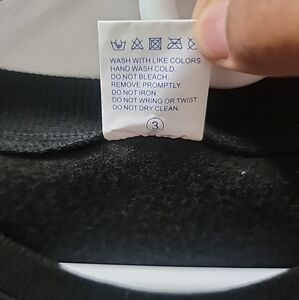 WASH WITH LIKE COLORS.
HAND WASH COLD.
DO NOT BLEACH.
REMOVE PROMPTLY.
DO NOT IRON.
DO NOT WRING OR TWIST.
DO NOT DRY CLEAN.
3